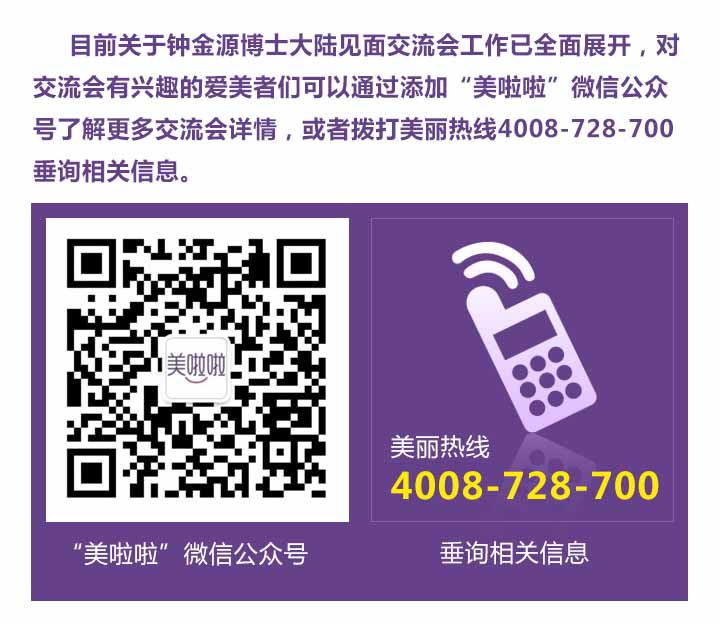 目前关于钟金源博士大陆见面交流会工作已全面展开，对
交流会有兴趣的爱美者们可以通过添加“美啦啦”微信公众
号了解更多交流会详情，或者拨打美丽热线4008-728-700
垂询相关信息。
美啦啦
美丽热线
4008-728-700
“美啦啦”微信公众号
垂询相关信息